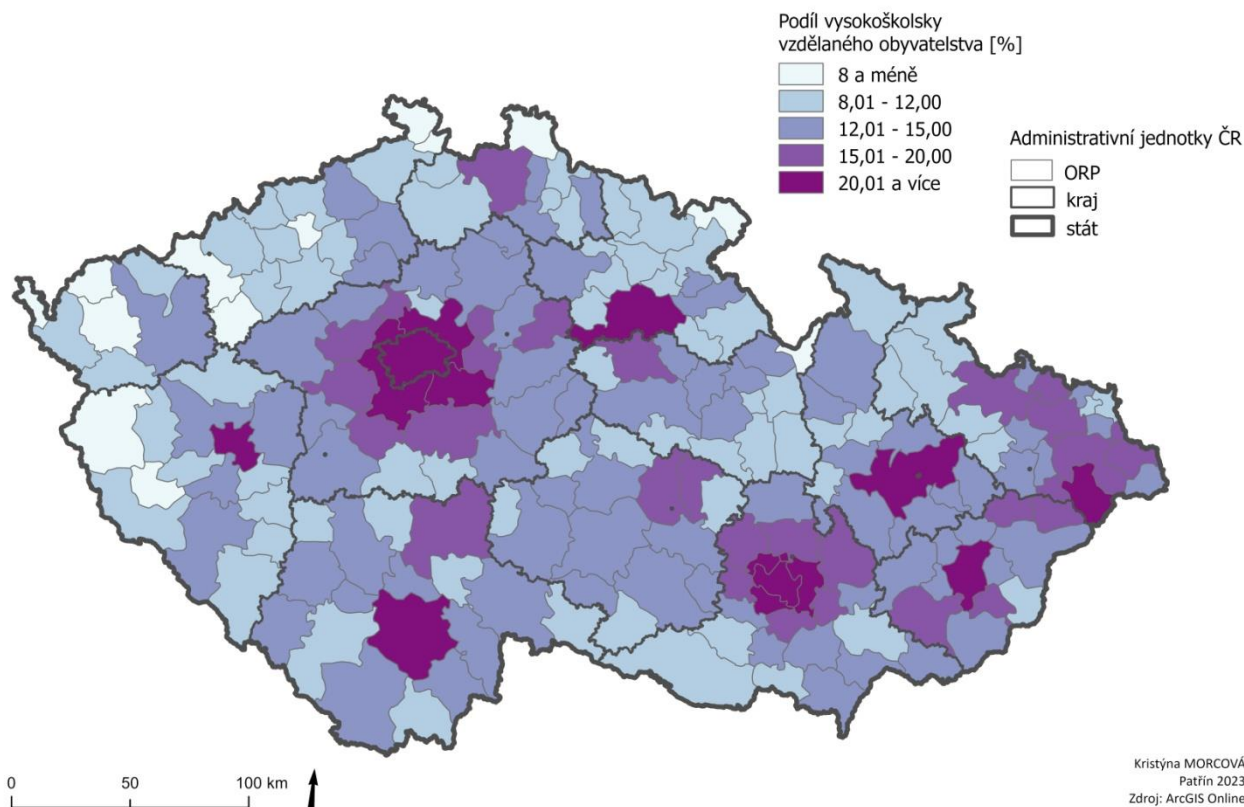 Podíl vysokoškolsky
vzdělaného obyvatelstva [%]
8 a méně
8,01 - 12,00
12,01 - 15,00
15,01 - 20,00
20,01 a více
Administrativní jednotky ČR
ORP
kraj
stát
0 50 100 km
Kristýna MORCOVÁ
Patřín 2023
Zdroj: ArcGIS Online